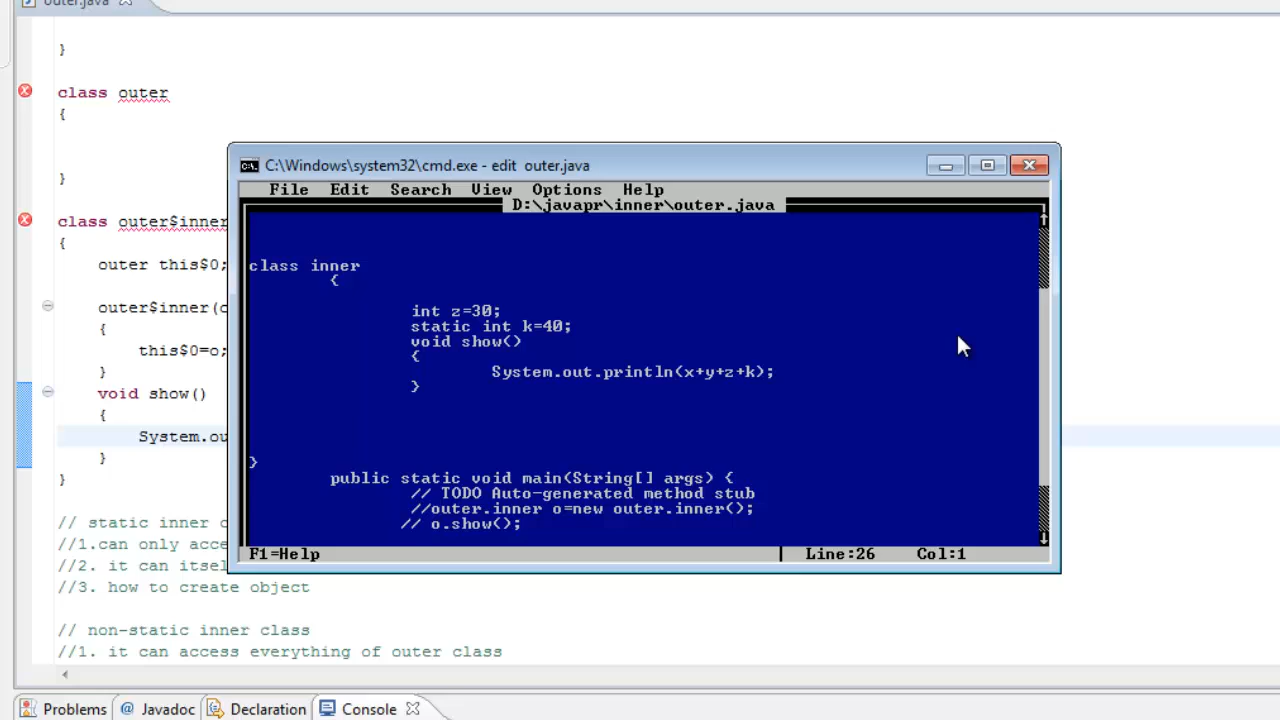 outer.java
}
class outer
{
}
class outer$inner
{
outer this$0;
outer$inner(
{
this$0=o;
}
void show()
{
System.ou
}
}
// static inner
//1.can only acce
//2. it can itsel
//3. how to create object
// non-static inner class
//1. it can access everything of outer class
C:\Windows\system32\cmd.exe - edit outer.java
File Edit Search View Options Help
D:\javapr\inner\outer.java
class inner
{
int z=30;
static int k=40;
void show()
{
System.out.println(x+y+z+k);
}
}
public static void main(String[] args) {
// TODO Auto-generated method stub
//outer.inner o=new outer.inner();
// o.show();
F1=Help Line:26 Col:1
Problems @ Javadoc Declaration Console